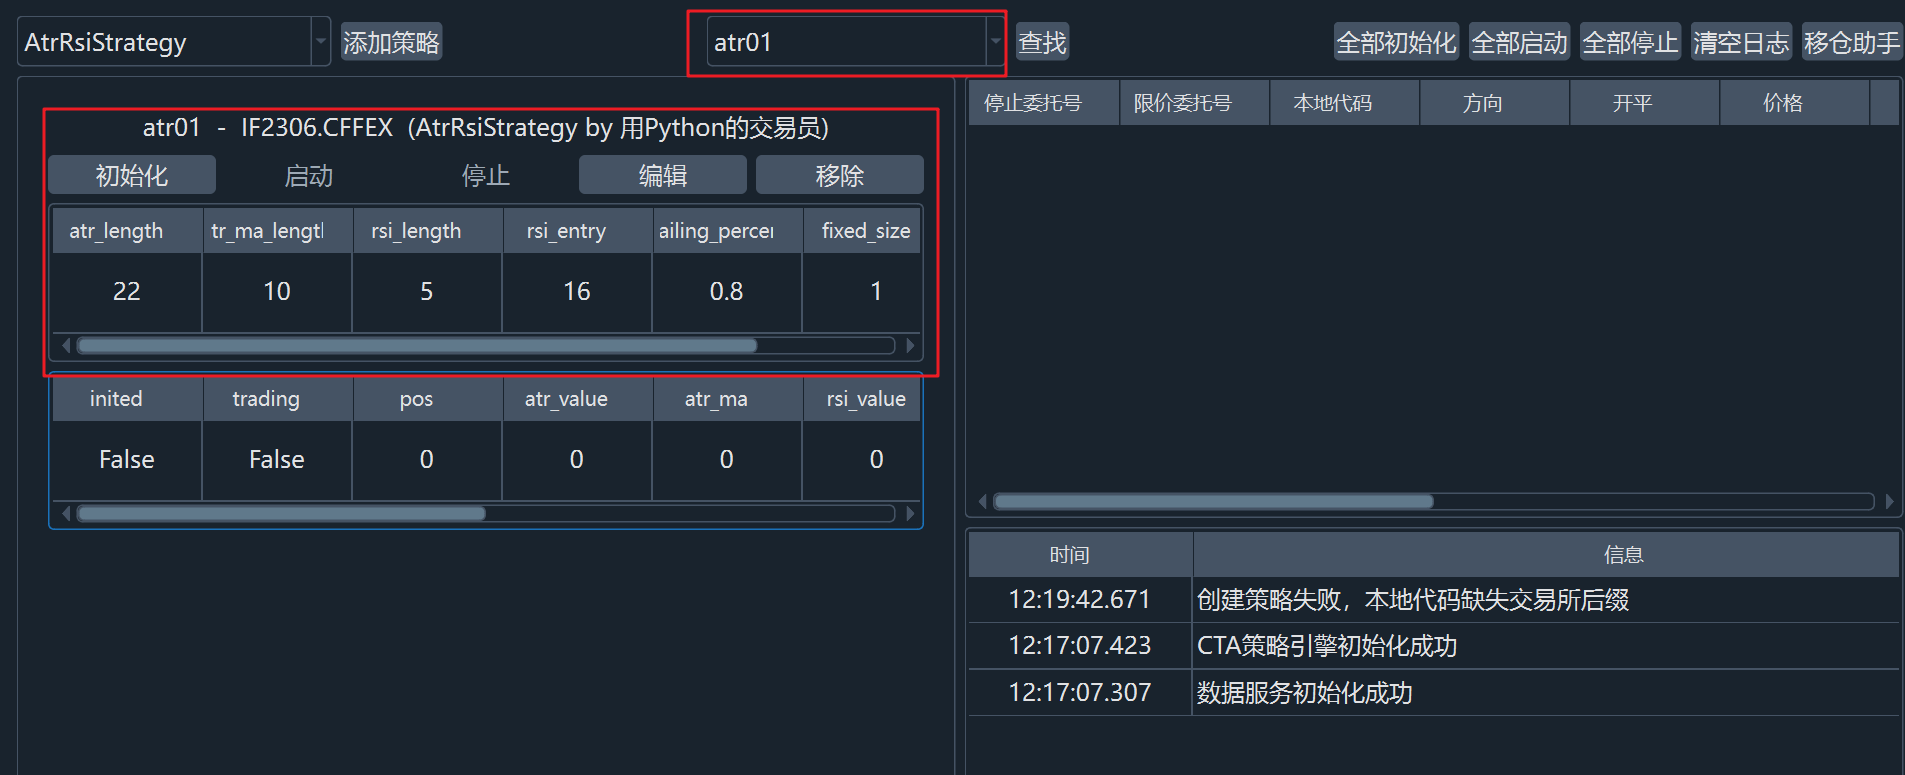 AtrRsiStrategy 添加策略 atr01 查找 全部初始化 全部启动 全部停止 清空日志 移仓助手
atr01 - IF2306.CFFEX (AtrRsiStrategy by 用Python的交易员)
初始化 启动 停止 编辑 移除
atr_length tr_ma_lengtl rsi_length rsi_entry ailing_percer fixed_size
22 10 5 16 0.8 1
inited trading pos atr_value atr_ma rsi_value
False False 0 0 0 0
停止委托号 限价委托号 本地代码 方向 开平 价格
时间 信息
12:19:42.671 创建策略失败，本地代码缺失交易所后缀
12:17:07.423 CTA策略引擎初始化成功
12:17:07.307 数据服务初始化成功